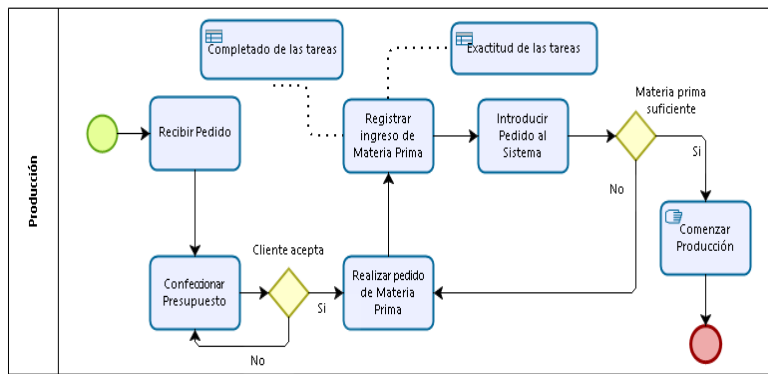 Producción
Completado de las tareas
Exactitud de las tareas
Recibir Pedido
Registrar
ingreso de
Materia Prima
Introducir
Pedido al
Sistema
Materia prima
suficiente
Si
No
Comenzar
Producción
Confeccionar
Presupuesto
Cliente acepta
Si
No
Realizar pedido
de Materia
Prima